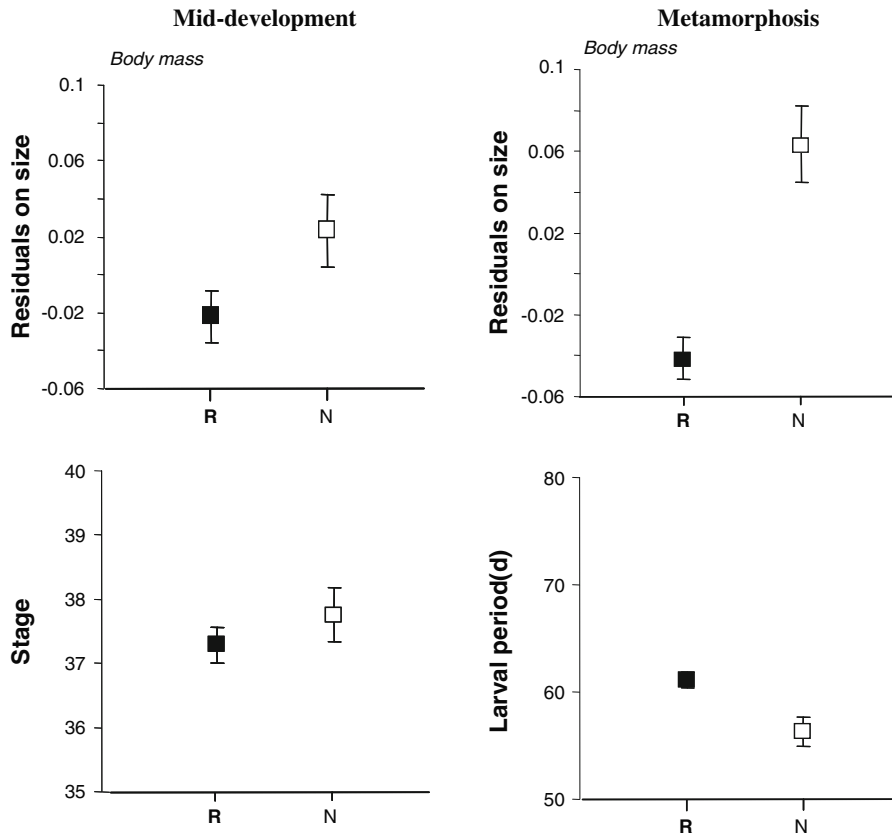 Mid-development
Body mass
Residuals on size
0.1
0.06
0.02
-0.02
-0.06
R N
Metamorphosis
Body mass
Residuals on size
0.1
0.06
0.02
-0.02
-0.06
R N
Stage
40
39
38
37
36
35
R N
Larval period(d)
80
70
60
50
R N